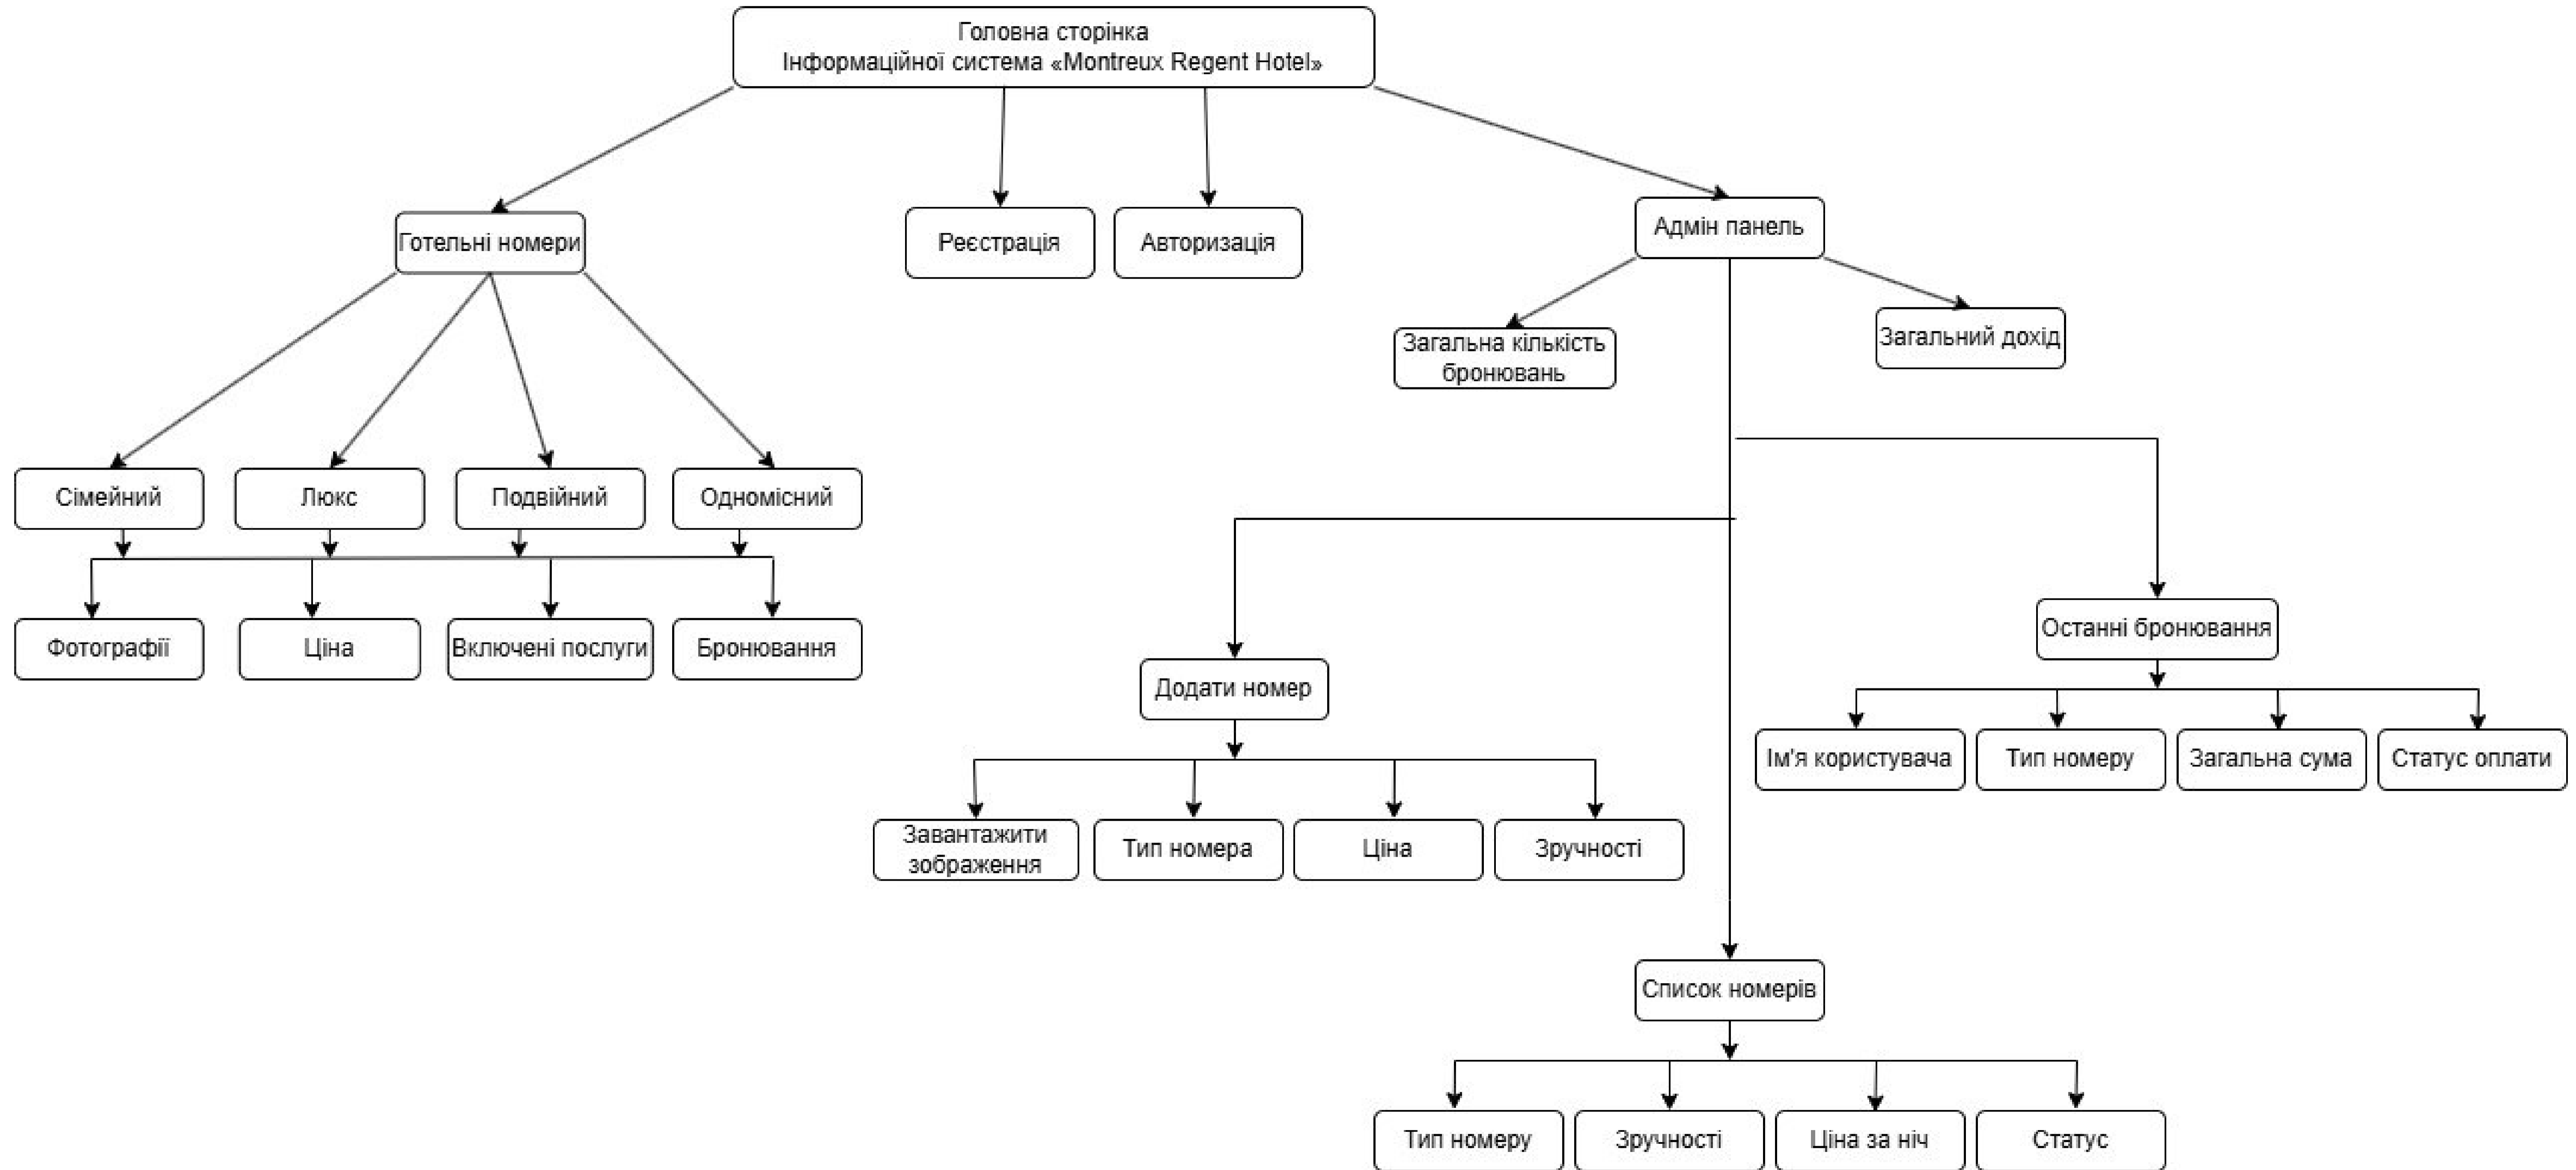 Головна сторінка
Інформаційної система «Montreux Regent Hotel»
Готельні номери
Реєстрація
Авторизація
Адмін панель
Загальна кількість
бронювань
Загальний дохід
Сімейний
Люкс
Подвійний
Одномісний
Фотографії
Ціна
Включені послуги
Бронювання
Останні бронювання
Додати номер
Ім'я користувача
Тип номеру
Загальна сума
Статус оплати
Завантажити
зображення
Тип номера
Ціна
Зручності
Список номерів
Тип номеру
Зручності
Ціна за ніч
Статус